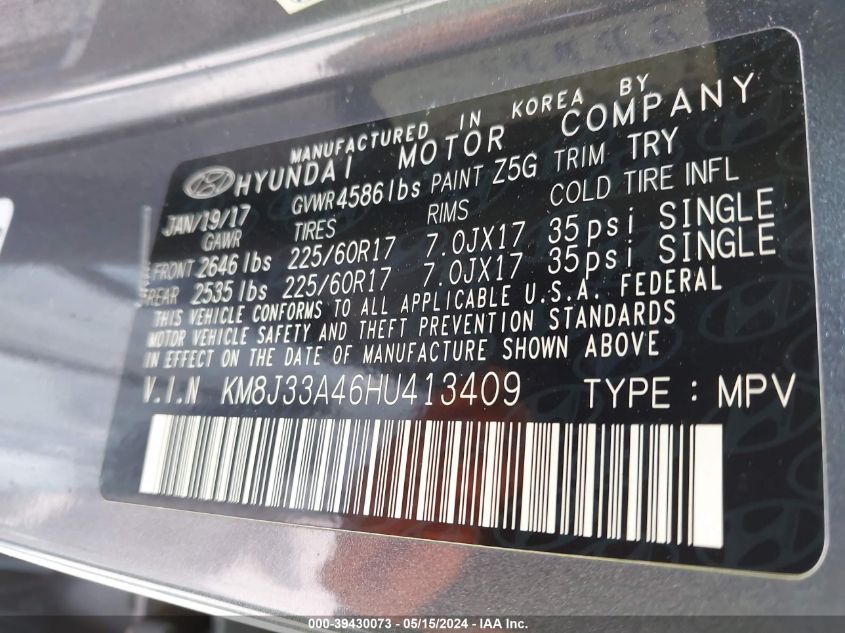 MANUFACTURED IN KOREA BY
HYUNDAI MOTOR COMPANY
JAN/19/17 GVWR 4586 lbs PAINT Z5G TRIM TRY
GAWR TIRES RIMS COLD TIRE INFL
FRONT 2646 lbs 225/60R17 7.0JX17 35psi SINGLE
REAR 2535 lbs 225/60R17 7.0JX17 35psi SINGLE
THIS VEHICLE CONFORMS TO ALL APPLICABLE U.S.A. FEDERAL
MOTOR VEHICLE SAFETY AND THEFT PREVENTION STANDARDS
IN EFFECT ON THE DATE OF MANUFACTURE SHOWN ABOVE
V.I.N KM8J33A46HU413409 TYPE : MPV
000-39430073 — 05/15/2024 — IAA Inc.